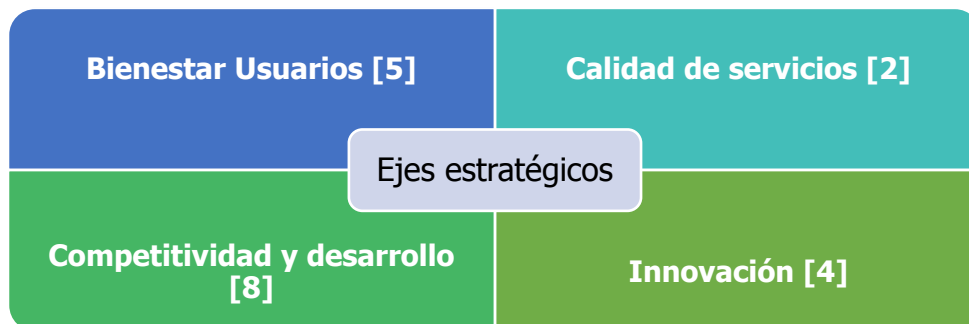 Bienestar Usuarios [5]
Calidad de servicios [2]
Ejes estratégicos
Competitividad y desarrollo
[8]
Innovación [4]